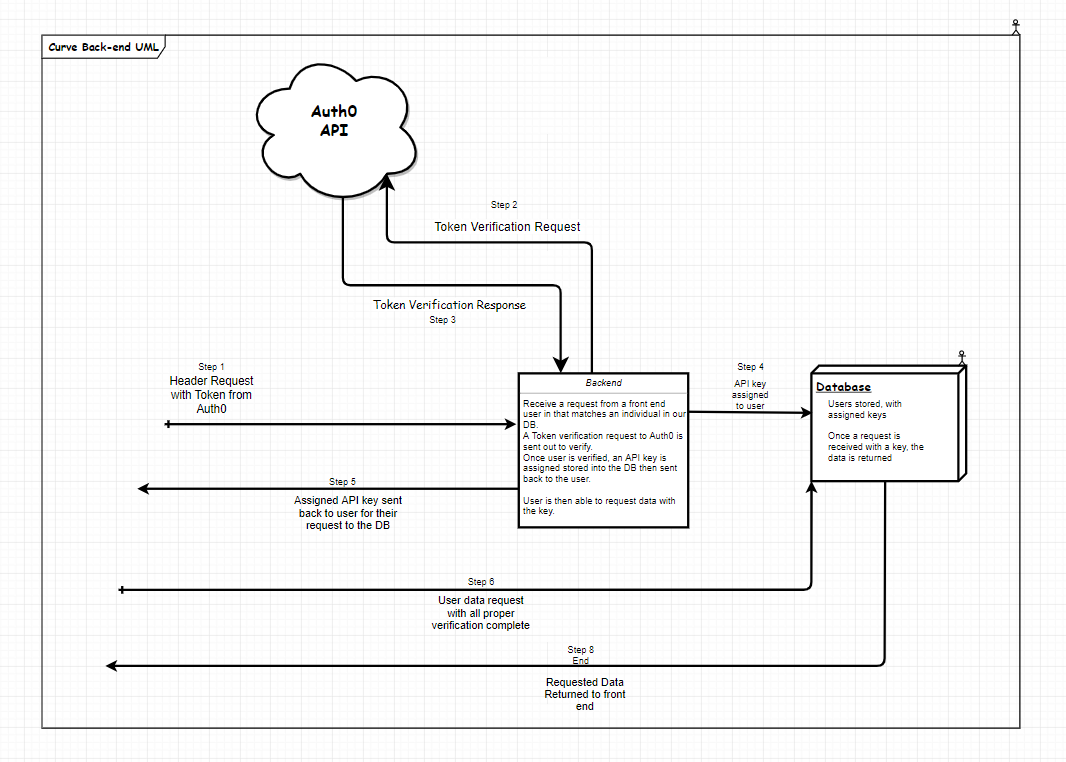 Curve Back-end UML
Auth0
API
Step 2
Token Verification Request
Token Verification Response
Step 3
Step 1
Header Request
with Token from
Auth0
Step 4
API key
assigned
to user
Backend
Receive a request from a front end
user in that matches an individual in our
DB.
A Token verification request to Auth0 is
sent out to verify.
Once user is verified, an API key is
assigned stored into the DB then sent
back to the user.
User is then able to request data with
the key.
Database
Users stored, with
assigned keys
Once a request is
received with a key, the
data is returned
Step 5
Assigned API key sent
back to user for their
request to the DB
Step 6
User data request
with all proper
verification complete
Step 8
End
Requested Data
Returned to front
end